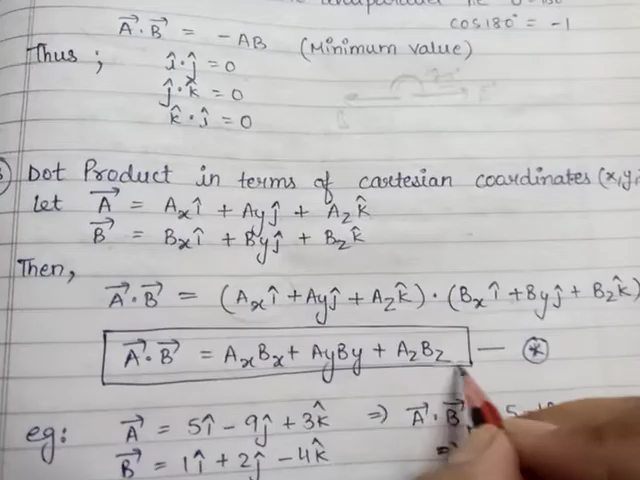 cos180° = -1
A⃗·B⃗ = -AB (Minimum value)
Thus; î·ĵ = 0
ĵ·k̂ = 0
k̂·ĵ = 0
Dot Product in terms of cartesian coordinates (x,y,
Let A⃗ = Axî + Ayĵ + Azk̂
B⃗ = Bxî + Byĵ + Bzk̂
Then,
A⃗·B⃗ = (Axî + Ayĵ + Azk̂)·(Bxî + Byĵ + Bzk̂)
A⃗·B⃗ = AxBx + AyBy + AzBz — *
eg: A⃗ = 5î - 9ĵ + 3k̂ ⇒ A⃗·B⃗
B⃗ = 1î + 2ĵ - 4k̂ ⇒